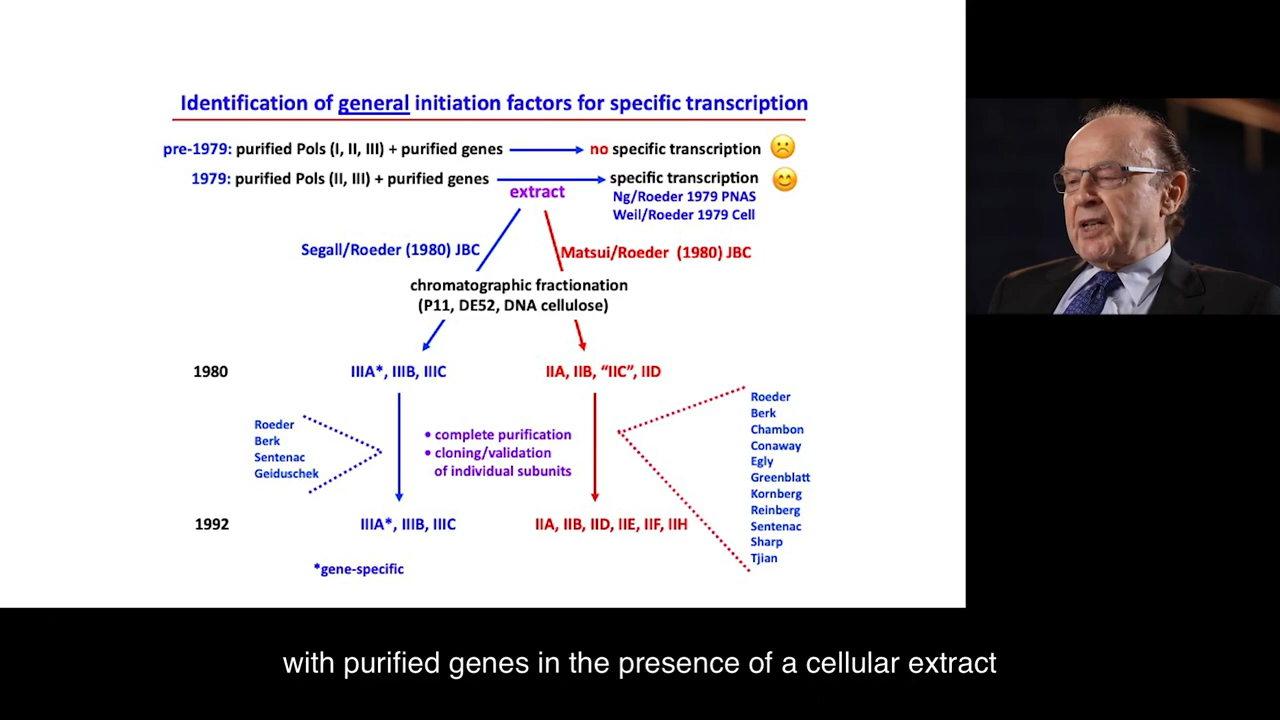 Identification of general initiation factors for specific transcription
pre-1979: purified Pols (I, II, III) + purified genes no specific transcription
1979: purified Pols (II, III) + purified genes specific transcription
extract
Ng/Roeder 1979 PNAS
Weil/Roeder 1979 Cell
Segall/Roeder (1980) JBC Matsui/Roeder (1980) JBC
chromatographic fractionation
(P11, DE52, DNA cellulose)
1980 IIIA*, IIIB, IIIC IIA, IIB, “IIC”, IID
Roeder
Berk
Sentenac
Geiduschek
• complete purification
• cloning/validation
of individual subunits
Roeder
Berk
Chambon
Conaway
Egly
Greenblatt
Kornberg
Reinberg
Sentenac
Sharp
Tjian
1992 IIIA*, IIIB, IIIC IIA, IIB, IID, IIE, IIF, IIH
*gene-specific
with purified genes in the presence of a cellular extract